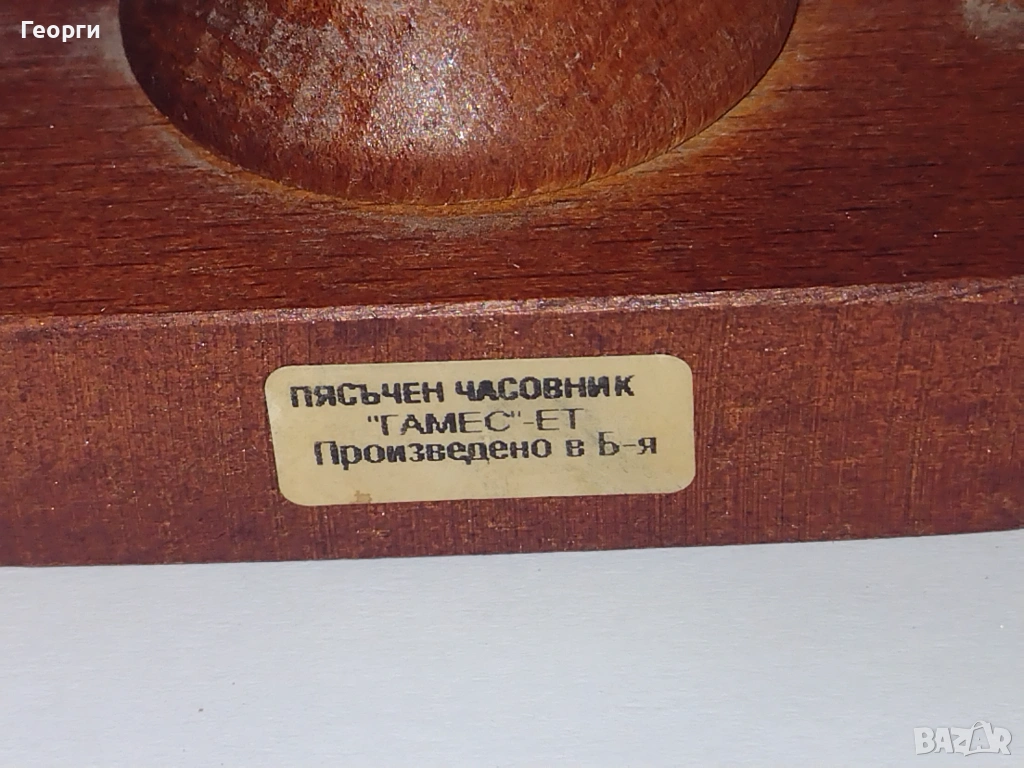 Георги
ПЯСЪЧЕН ЧАСОВНИК
"ГАМЕС"-ЕТ
Произведено в Б-я
BAZAR